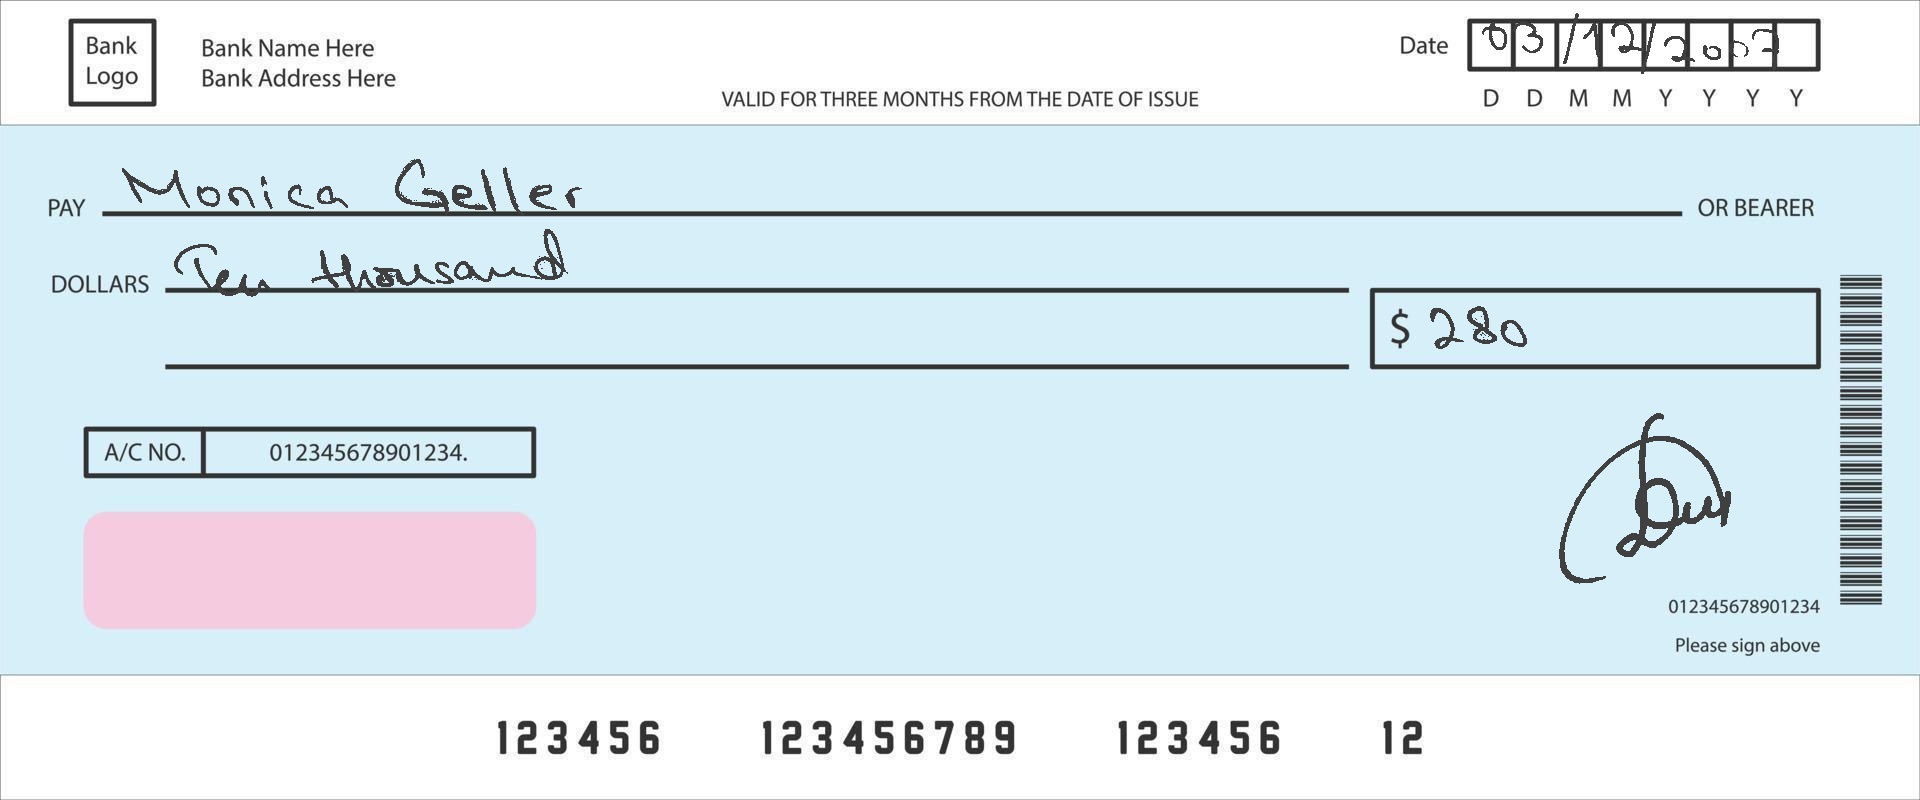 Bank Logo
Bank Name Here
Bank Address Here
VALID FOR THREE MONTHS FROM THE DATE OF ISSUE
Date 03/12/2007
D D M M Y Y Y Y
PAY Monica Geller OR BEARER
DOLLARS Ten thousand
$ 280
A/C NO. 012345678901234.
012345678901234
Please sign above
123456 123456789 123456 12